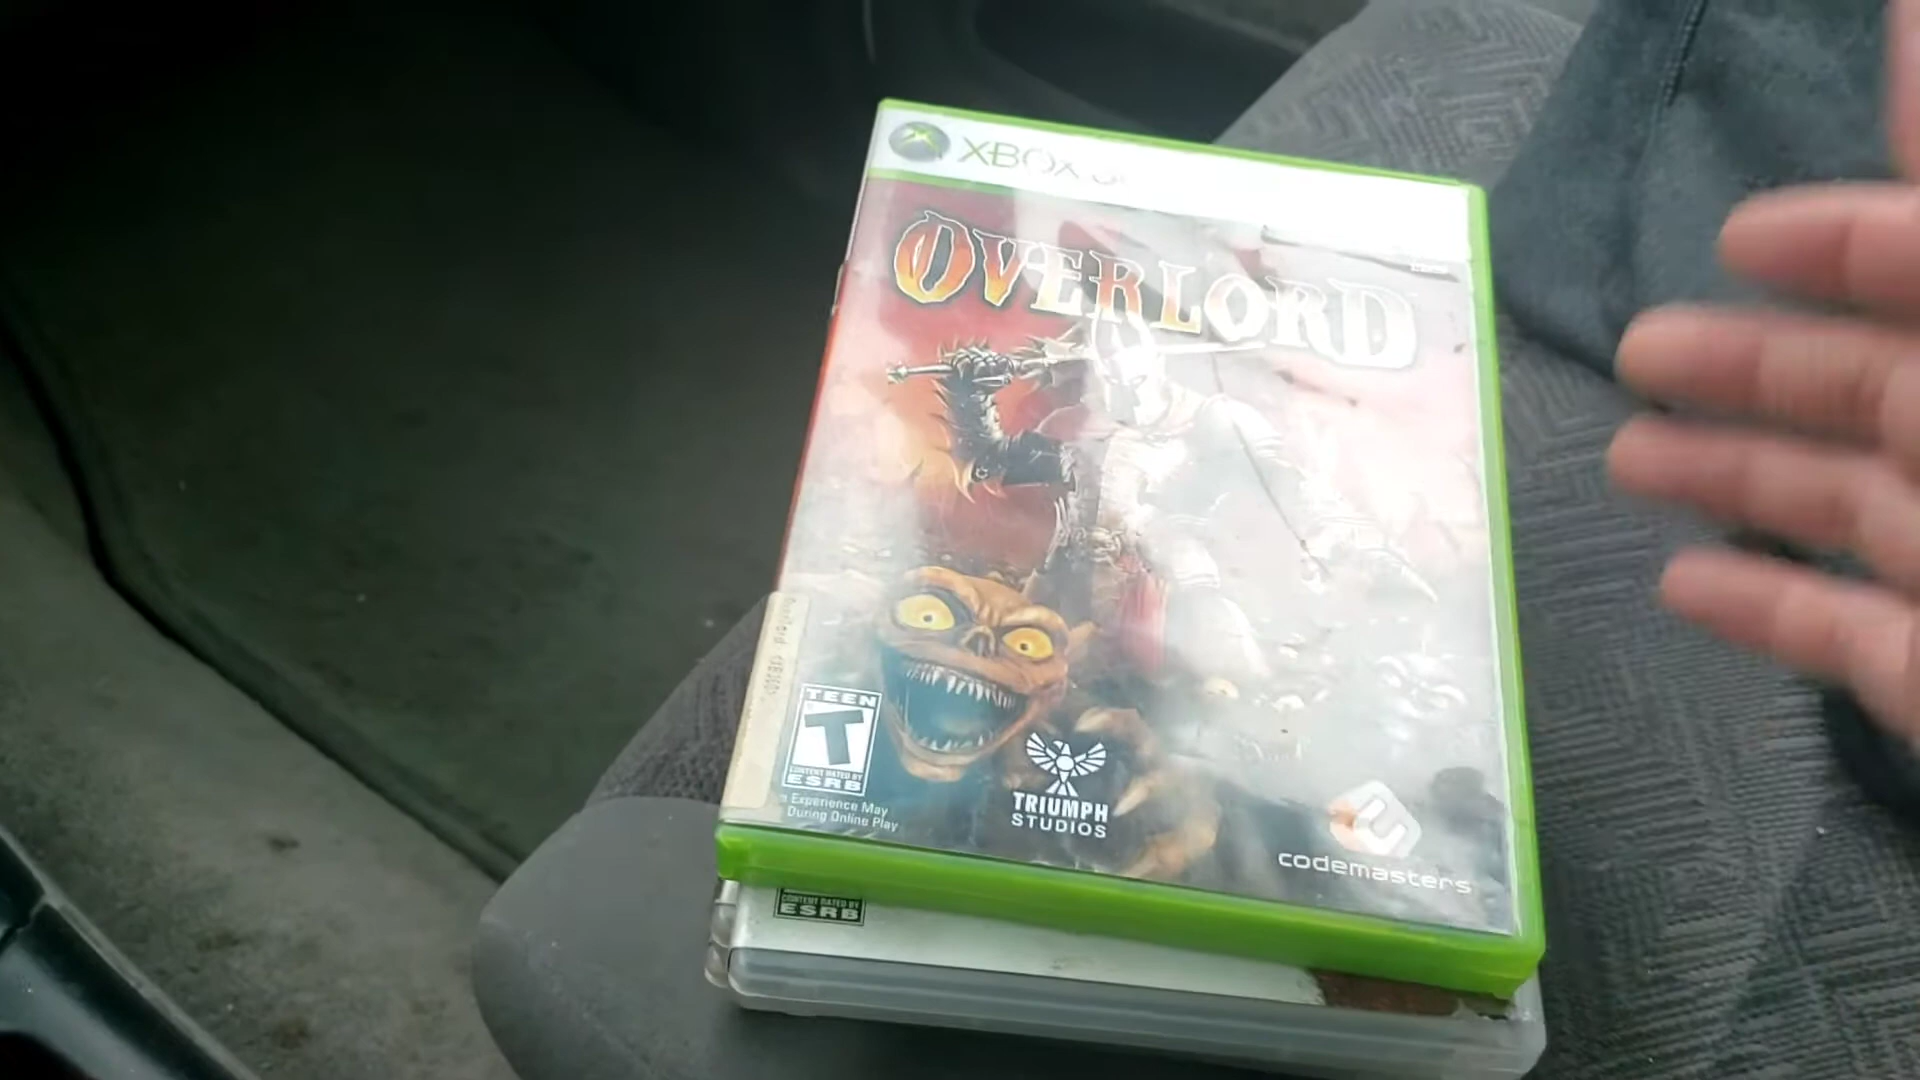 XBOX 3
OVERLORD
TEEN
T
CONTENT RATED BY
ESRB
Experience May
During Online Play
TRIUMPH
STUDIOS
codemasters
CONTENT RATED BY
ESRB